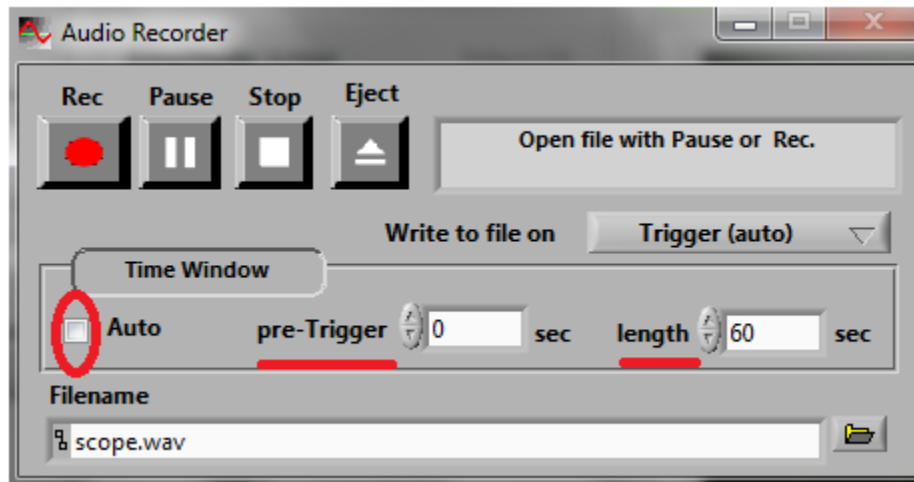 Audio Recorder
Rec Pause Stop Eject
Open file with Pause or Rec.
Write to file on Trigger (auto)
Time Window
Auto pre-Trigger 0 sec length 60 sec
Filename
scope.wav